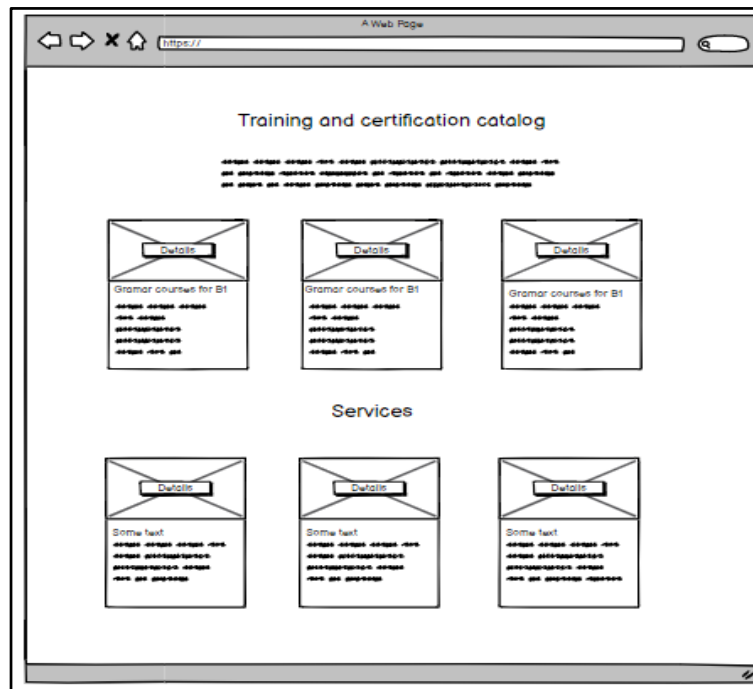 A Web Page
https://
Training and certification catalog
Details
Details
Details
Gramar courses for B1
Gramar courses for B1
Gramar courses for B1
Services
Details
Details
Details
Some text
Some text
Some text